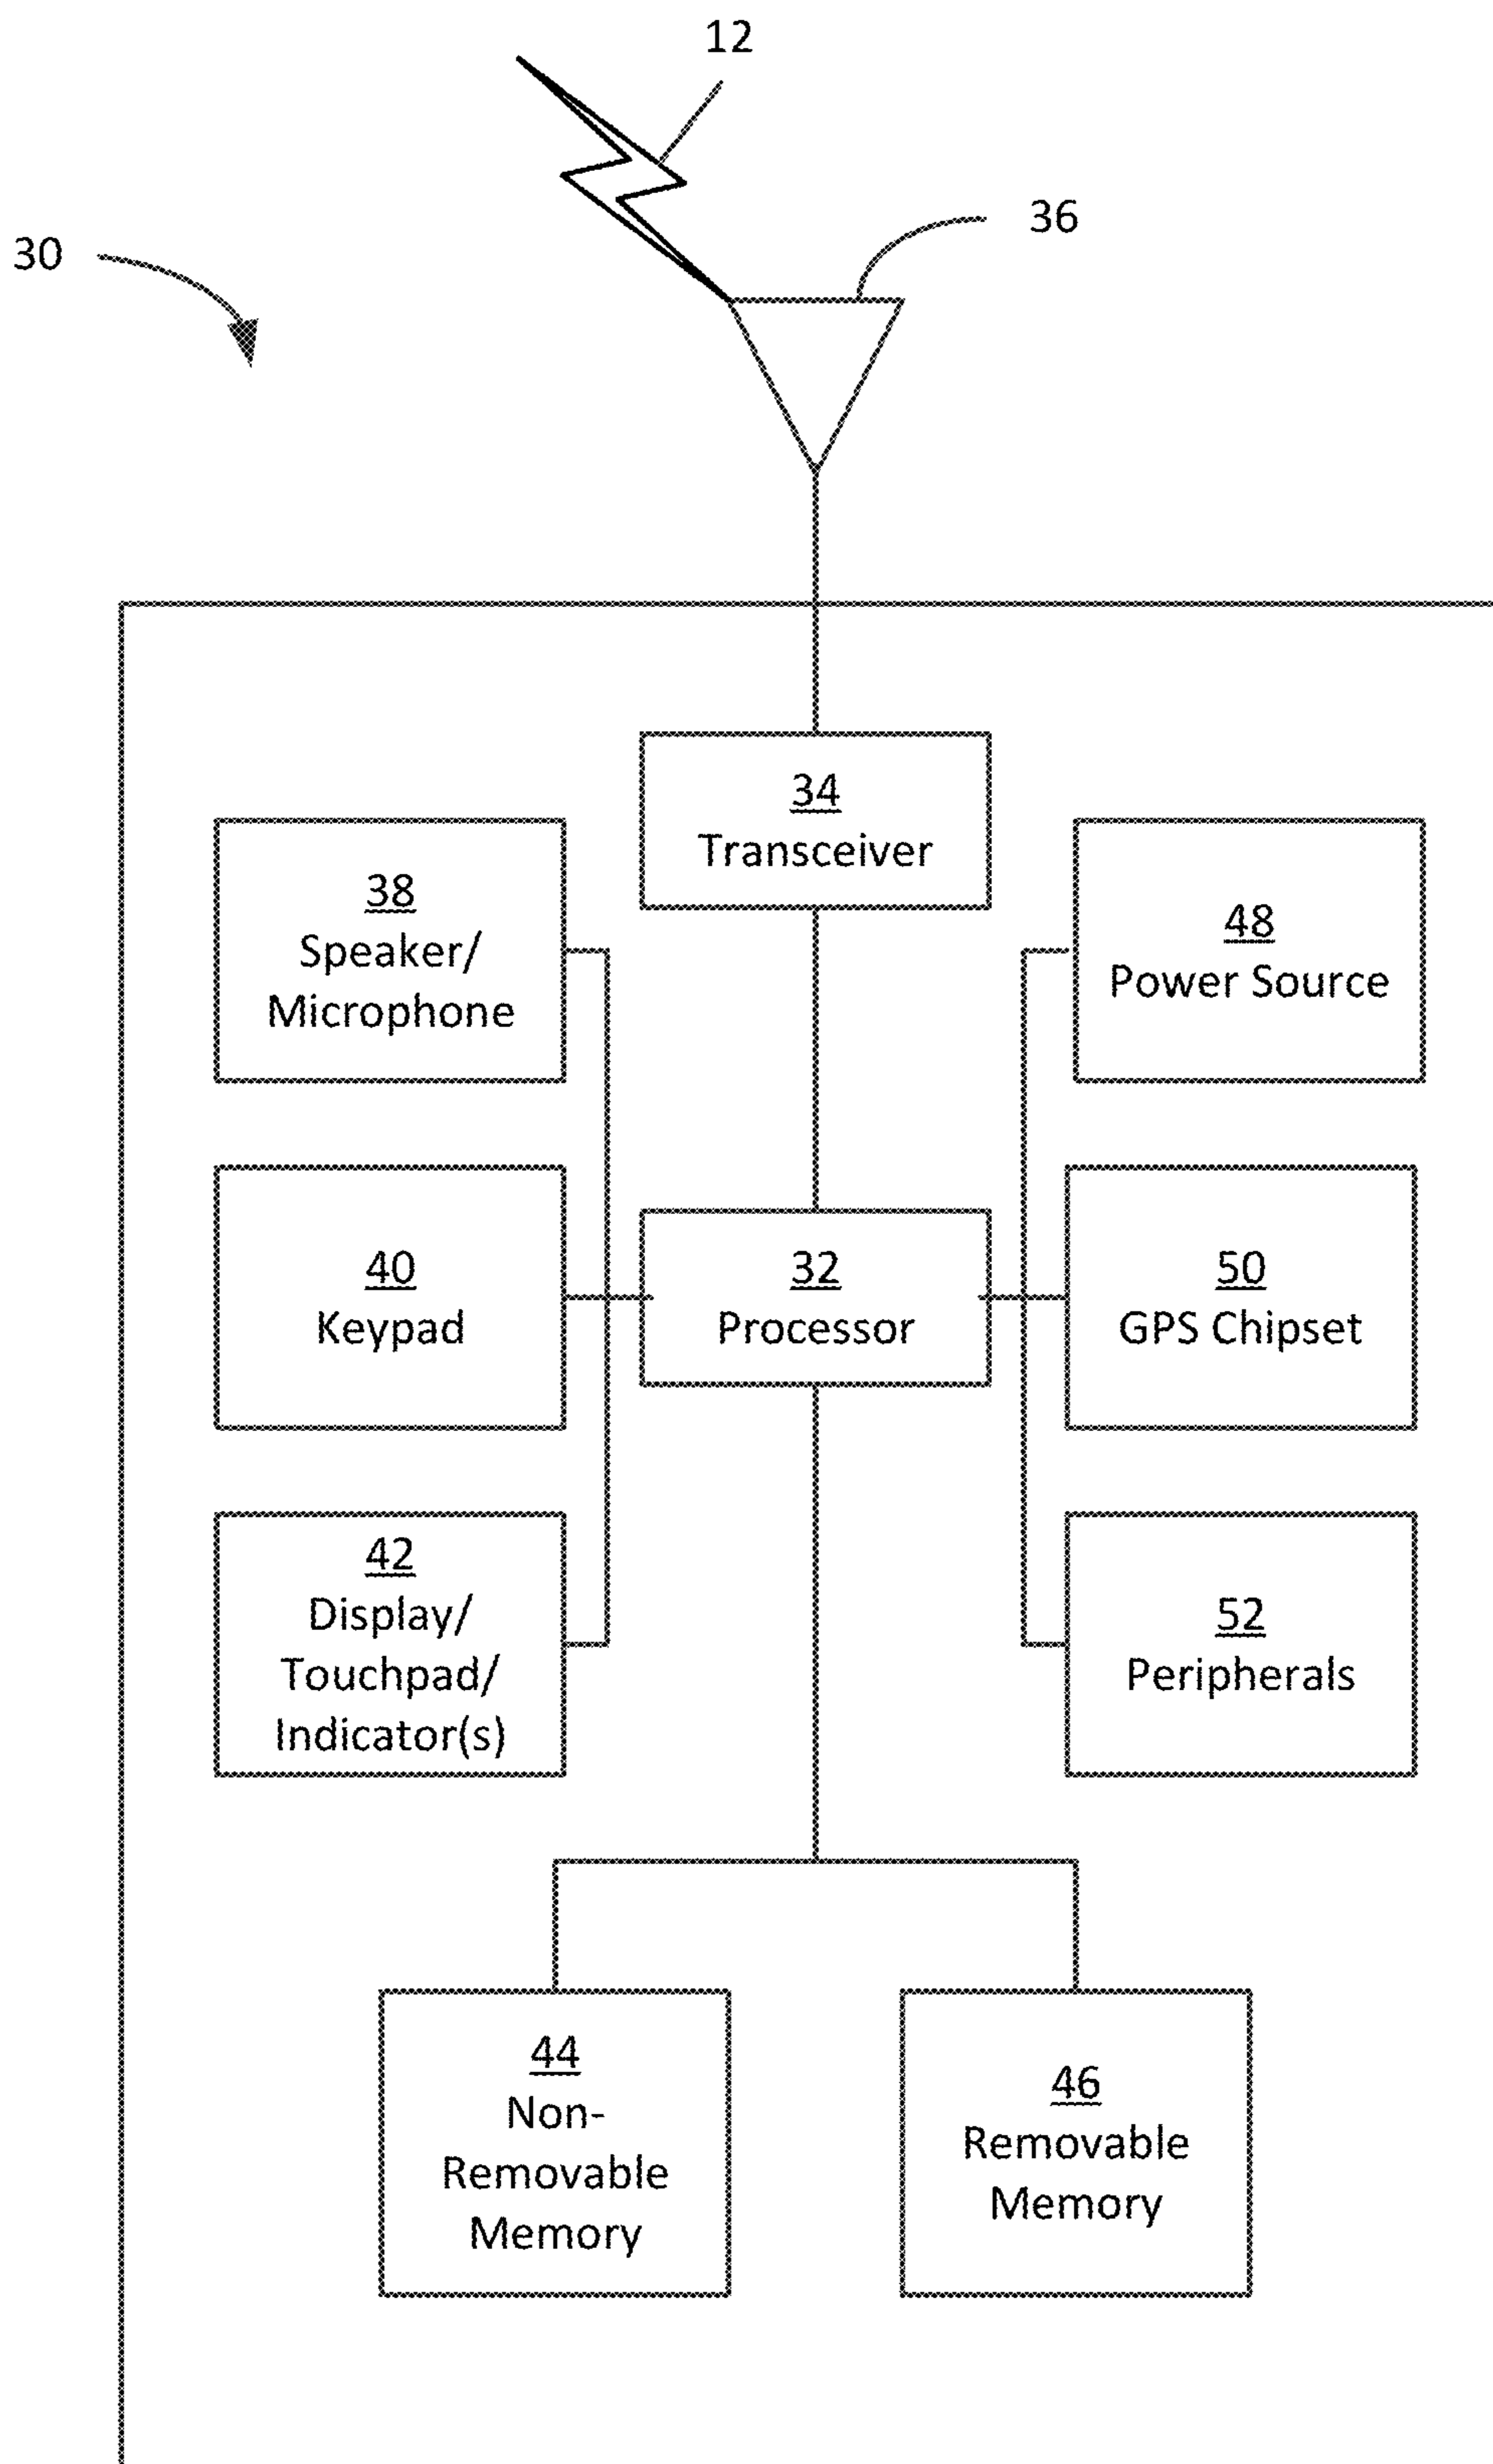 12
36
30
34
Transceiver
38
Speaker/
Microphone
48
Power Source
40
Keypad
32
Processor
50
GPS Chipset
42
Display/
Touchpad/
Indicator(s)
52
Peripherals
44
Non-
Removable
Memory
46
Removable
Memory